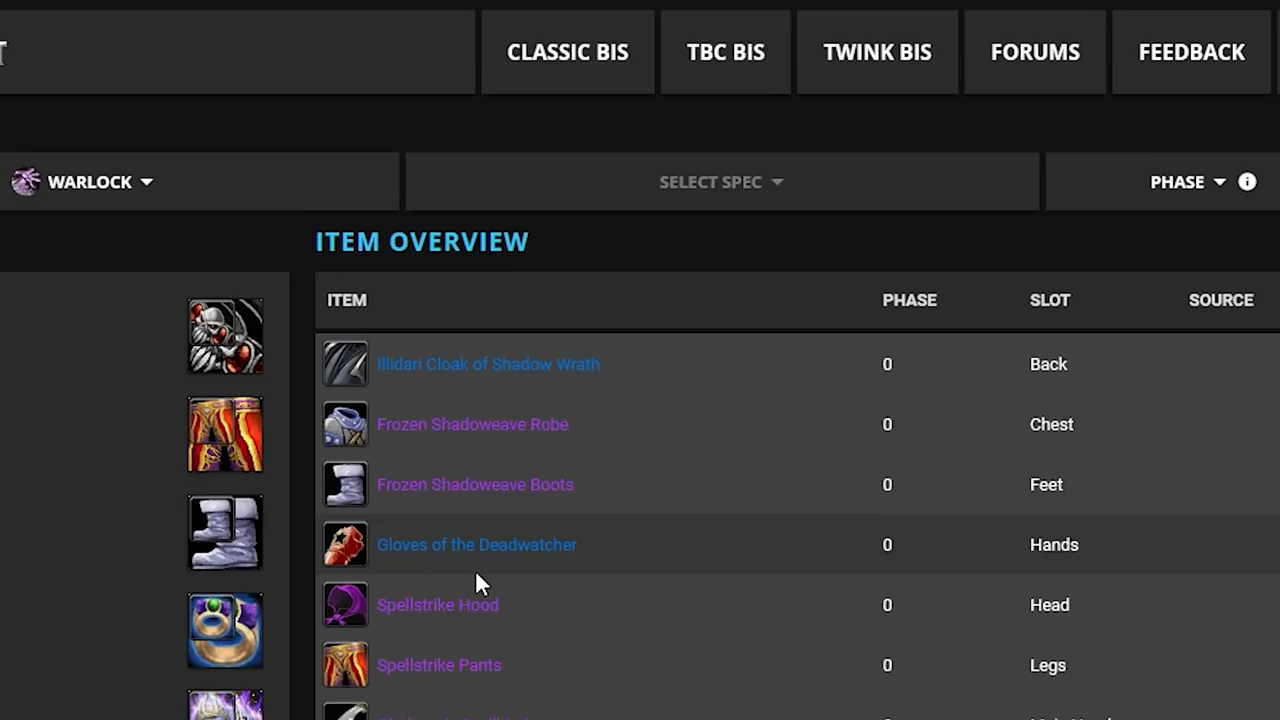 CLASSIC BIS TBC BIS TWINK BIS FORUMS FEEDBACK
WARLOCK SELECT SPEC PHASE
ITEM OVERVIEW
ITEM PHASE SLOT SOURCE
Illidari Cloak of Shadow Wrath 0 Back
Frozen Shadoweave Robe 0 Chest
Frozen Shadoweave Boots 0 Feet
Gloves of the Deadwatcher 0 Hands
Spellstrike Hood 0 Head
Spellstrike Pants 0 Legs